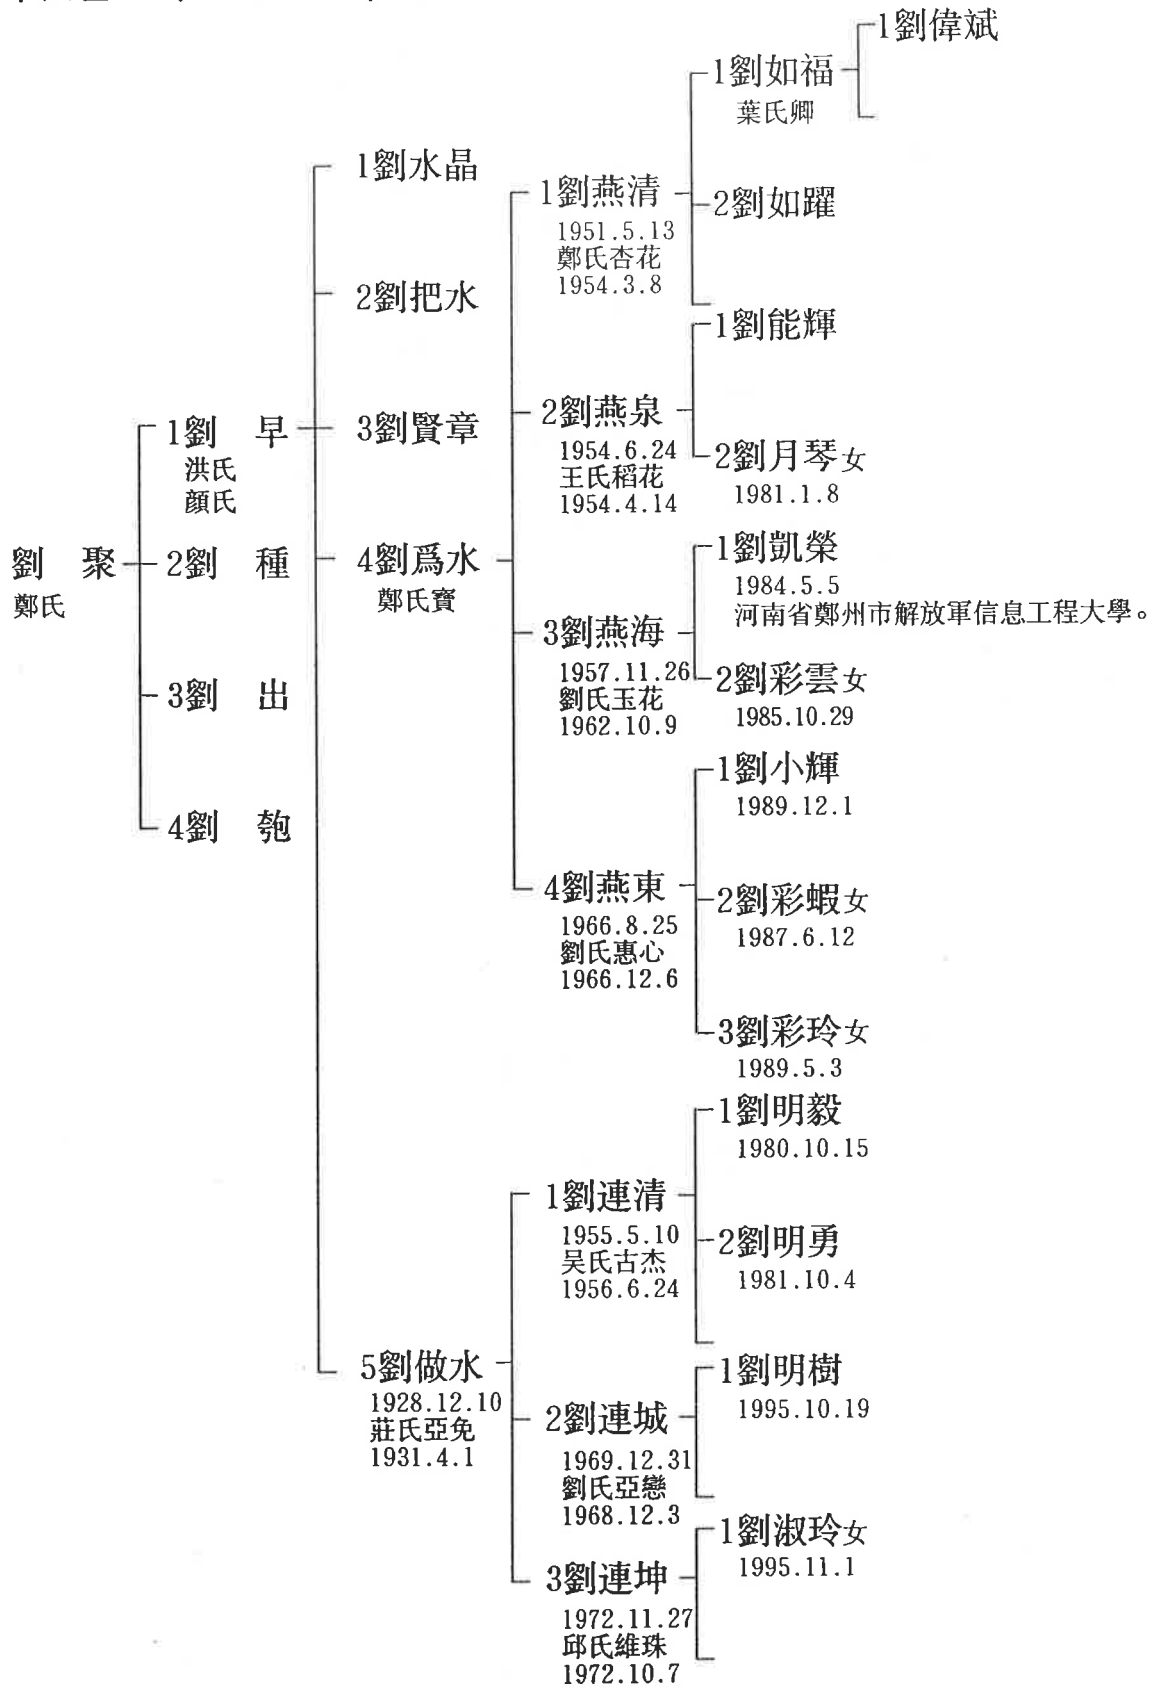 劉 聚
鄭氏
1劉 早
洪氏
顔氏
2劉 種
3劉 出
4劉 匏
1劉水晶
2劉把水
3劉賢章
4劉爲水
鄭氏寶
5劉做水
1928.12.10
莊氏亞免
1931.4.1
1劉燕清
1951.5.13
鄭氏杏花
1954.3.8
2劉燕泉
1954.6.24
王氏稻花
1954.4.14
3劉燕海
1957.11.26
劉氏玉花
1962.10.9
4劉燕東
1966.8.25
劉氏惠心
1966.12.6
1劉連清
1955.5.10
吴氏古杰
1956.6.24
2劉連城
1969.12.31
劉氏亞戀
1968.12.3
3劉連坤
1972.11.27
邱氏維珠
1972.10.7
1劉如福
葉氏卿
2劉如躍
1劉能輝
2劉月琴女
1981.1.8
1劉凱榮
1984.5.5
河南省鄭州市解放軍信息工程大學。
2劉彩雲女
1985.10.29
1劉小輝
1989.12.1
2劉彩蝦女
1987.6.12
3劉彩玲女
1989.5.3
1劉明毅
1980.10.15
2劉明勇
1981.10.4
1劉明樹
1995.10.19
1劉淑玲女
1995.11.1
1劉偉斌